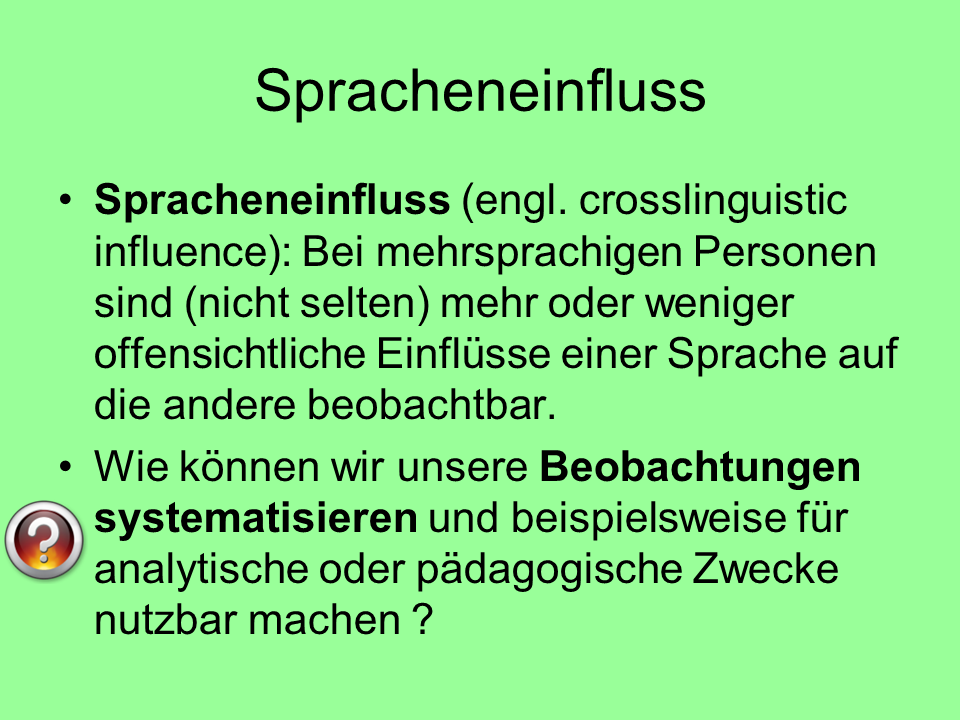 Spracheneinfluss
• Spracheneinfluss (engl. crosslinguistic
influence): Bei mehrsprachigen Personen
sind (nicht selten) mehr oder weniger
offensichtliche Einflüsse einer Sprache auf
die andere beobachtbar.
• Wie können wir unsere Beobachtungen
systematisieren und beispielsweise für
analytische oder pädagogische Zwecke
nutzbar machen ?
?